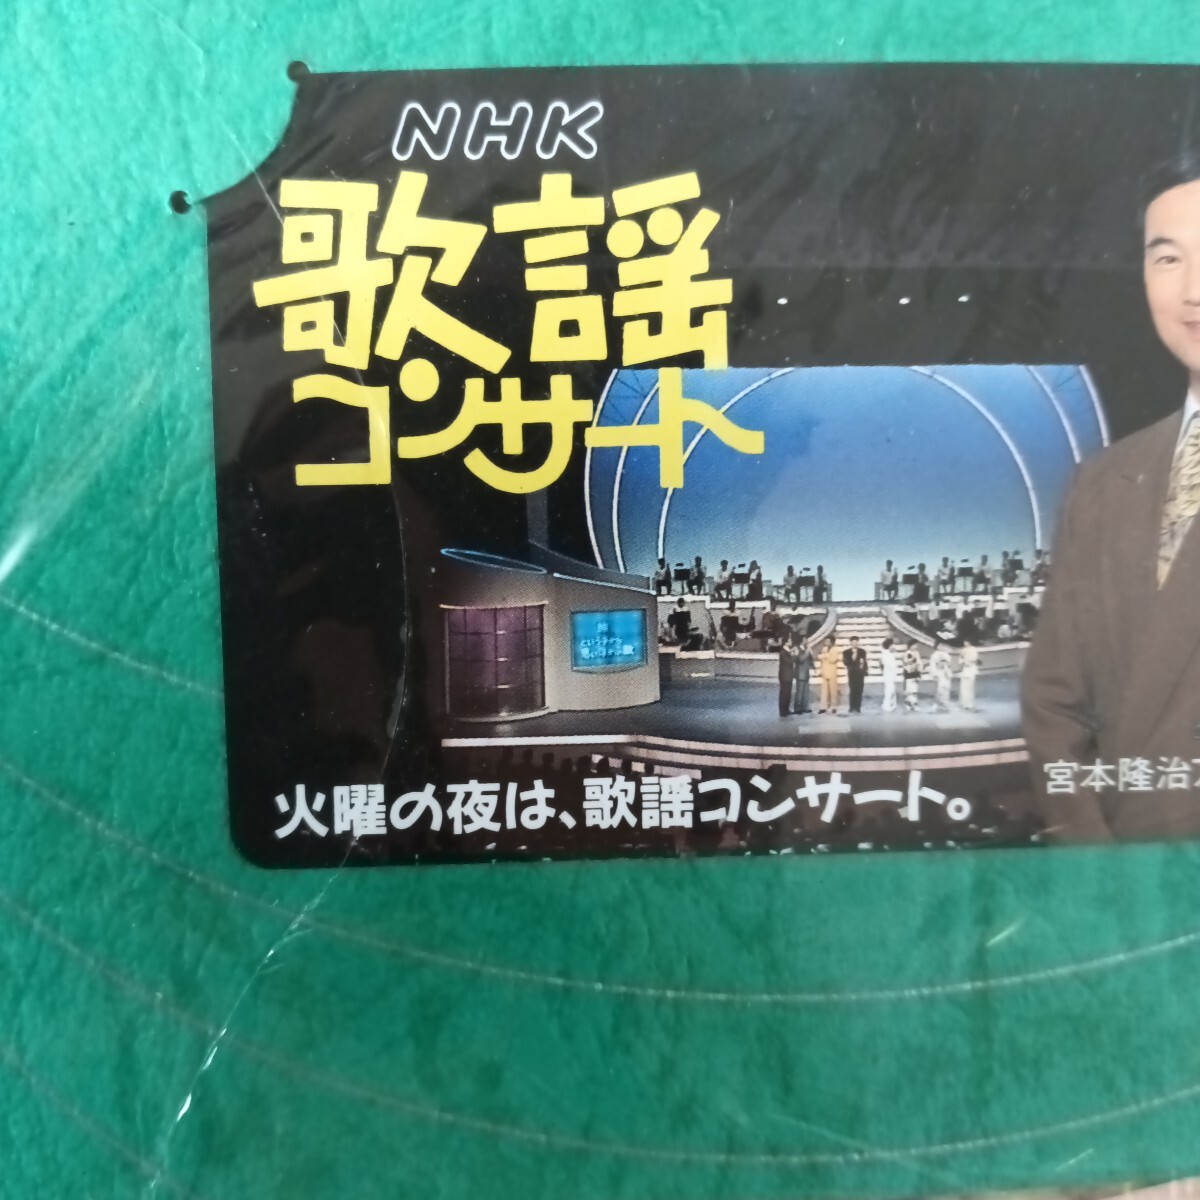 NHK
歌謡
コンサート
火曜の夜は、歌謡コンサート。
宮本隆治ア